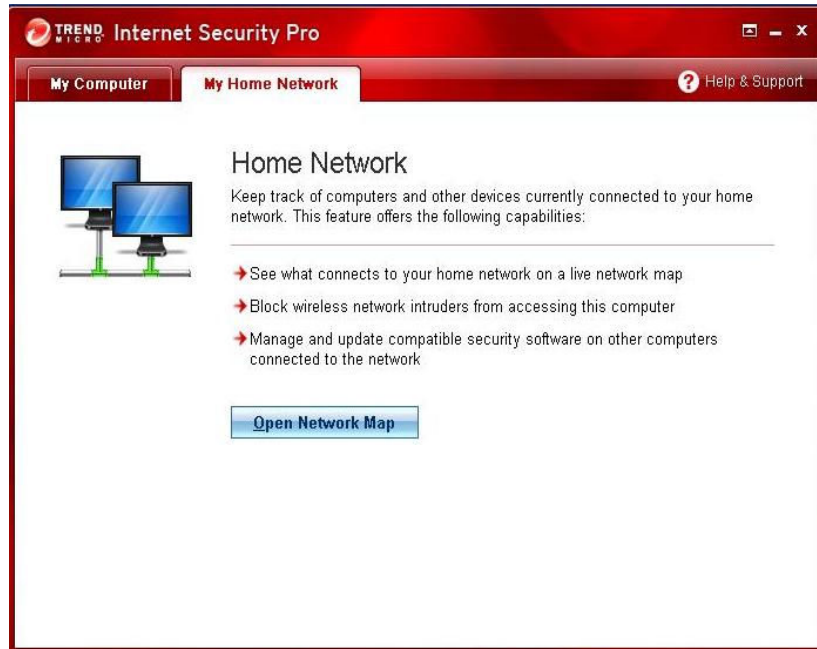 TREND MICRO Internet Security Pro
My Computer
My Home Network
Help & Support
Home Network
Keep track of computers and other devices currently connected to your home
network. This feature offers the following capabilities:
See what connects to your home network on a live network map
Block wireless network intruders from accessing this computer
Manage and update compatible security software on other computers
connected to the network
Open Network Map